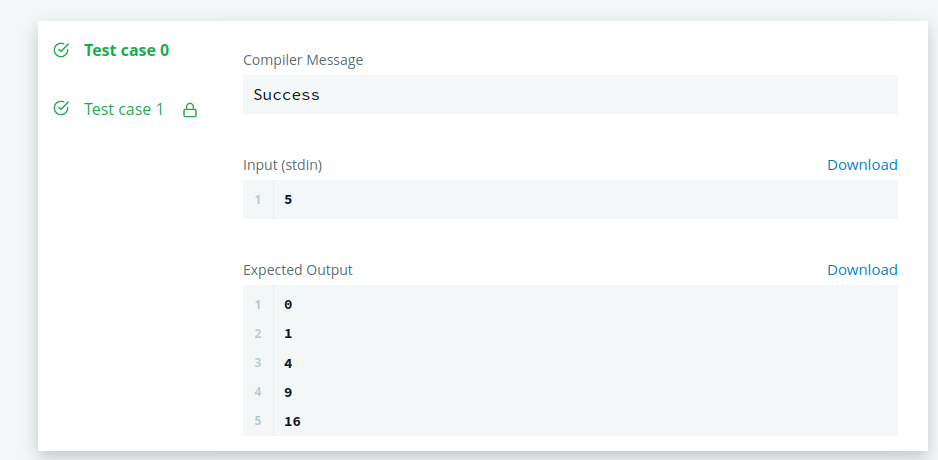 Test case 0
Test case 1
Compiler Message
Success
Input (stdin)
Download
1 5
Expected Output
Download
1 0
2 1
3 4
4 9
5 16